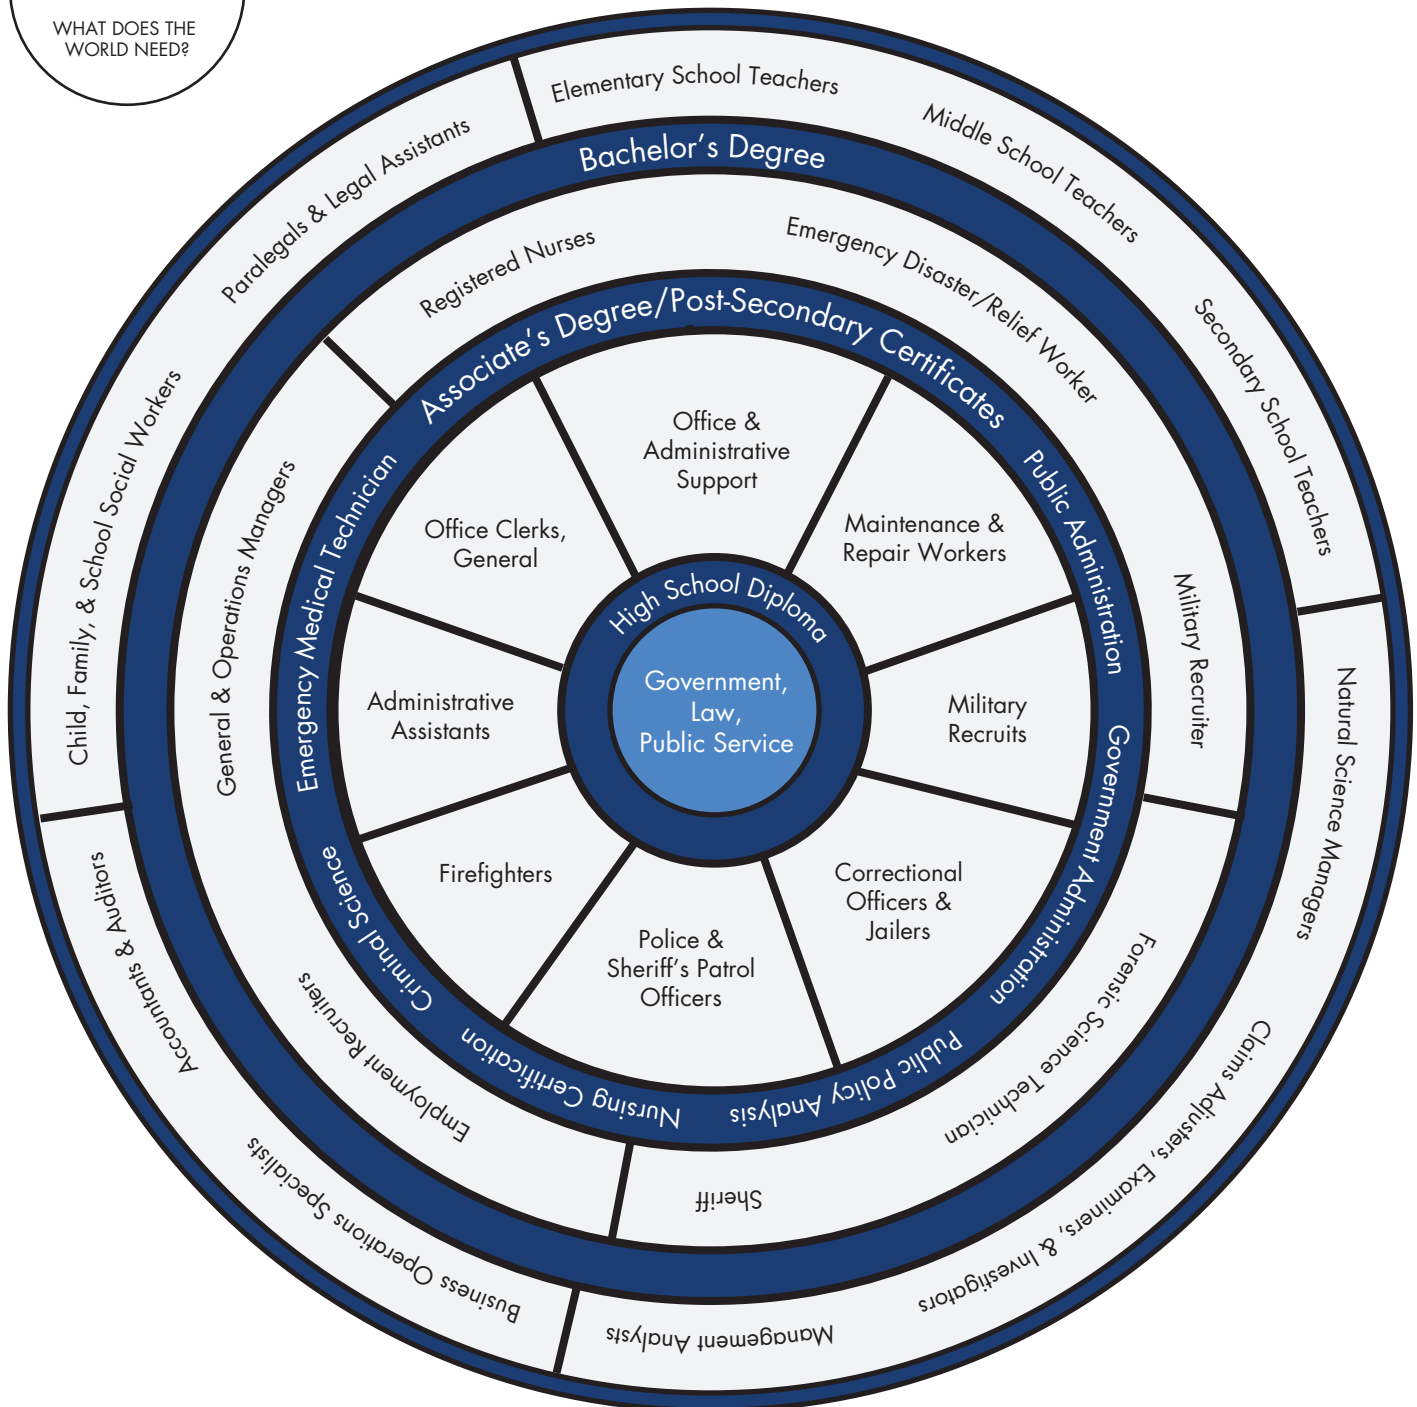 WHAT DOES THE
WORLD NEED?
Elementary School Teachers
Middle School Teachers
Secondary School Teachers
Natural Science Managers
Claims Adjusters, Examiners, & Investigators
Management Analysts
Business Operations Specialists
Accountants & Auditors
Child, Family, & School Social Workers
Paralegals & Legal Assistants
Bachelor's Degree
Registered Nurses
Emergency Disaster/Relief Worker
Military Recruiter
Forensic Science Technician
Sheriff
Employment Recruiters
General & Operations Managers
Associate's Degree/Post-Secondary Certificates
Public Administration
Government Administration
Public Policy Analysis
Nursing Certification
Criminal Science
Emergency Medical Technician
Office &
Administrative
Support
Maintenance &
Repair Workers
Military
Recruits
Correctional
Officers &
Jailers
Police &
Sheriff's Patrol
Officers
Firefighters
Administrative
Assistants
Office Clerks,
General
High School Diploma
Government,
Law,
Public Service